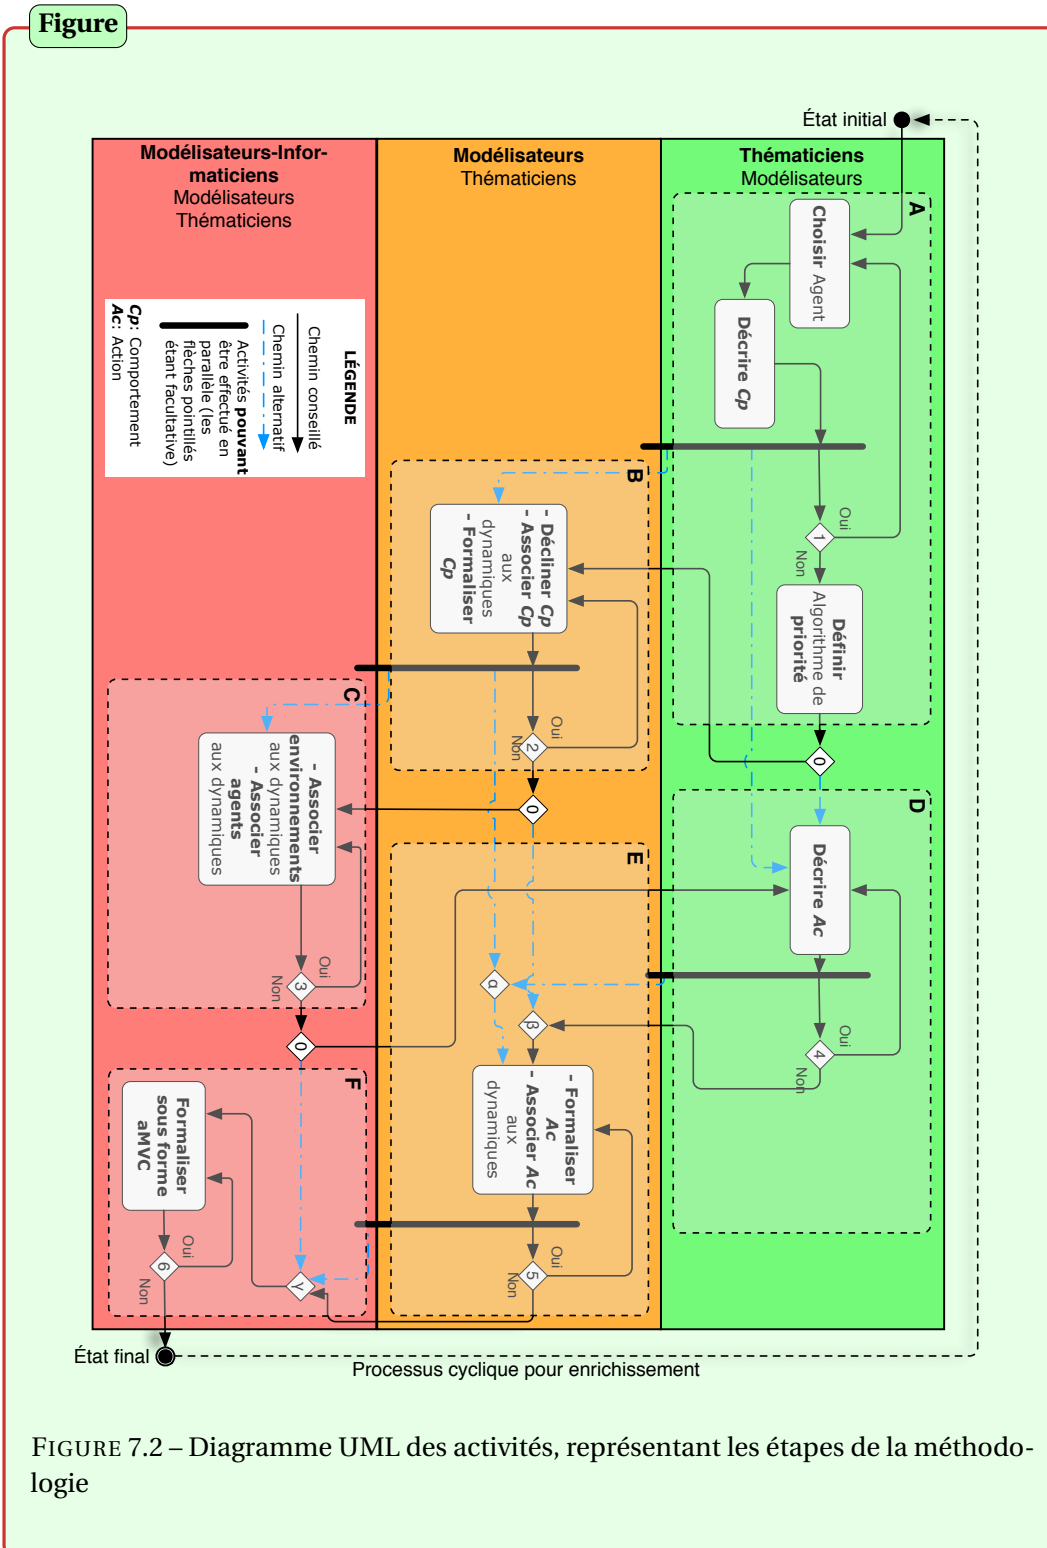 Figure
État initial
Modélisateurs-Infor-
maticiens
Modélisateurs
Thématiciens
Modélisateurs
Thématiciens
Thématiciens
Modélisateurs
A
Choisir Agent
Décrire Cp
Oui
1
Non
Définir
Algorithme de
priorité
0
B
- Décliner Cp
- Associer Cp
aux
dynamiques
- Formaliser
Cp
Oui
2
Non
0
C
- Associer
environnements
aux dynamiques
- Associer
agents
aux dynamiques
Oui
3
Non
0
D
Décrire Ac
Oui
4
Non
E
α
β
- Formaliser
Ac
- Associer Ac
aux
dynamiques
Oui
5
Non
F
Formaliser
sous forme
aMVC
Oui
6
Non
γ
LÉGENDE
Chemin conseillé
Chemin alternatif
Activités pouvant
être effectué en
parallèle (les
flèches pointillés
étant facultative)
Cp: Comportement
Ac: Action
État final
Processus cyclique pour enrichissement
FIGURE 7.2 – Diagramme UML des activités, représentant les étapes de la méthodo-
logie